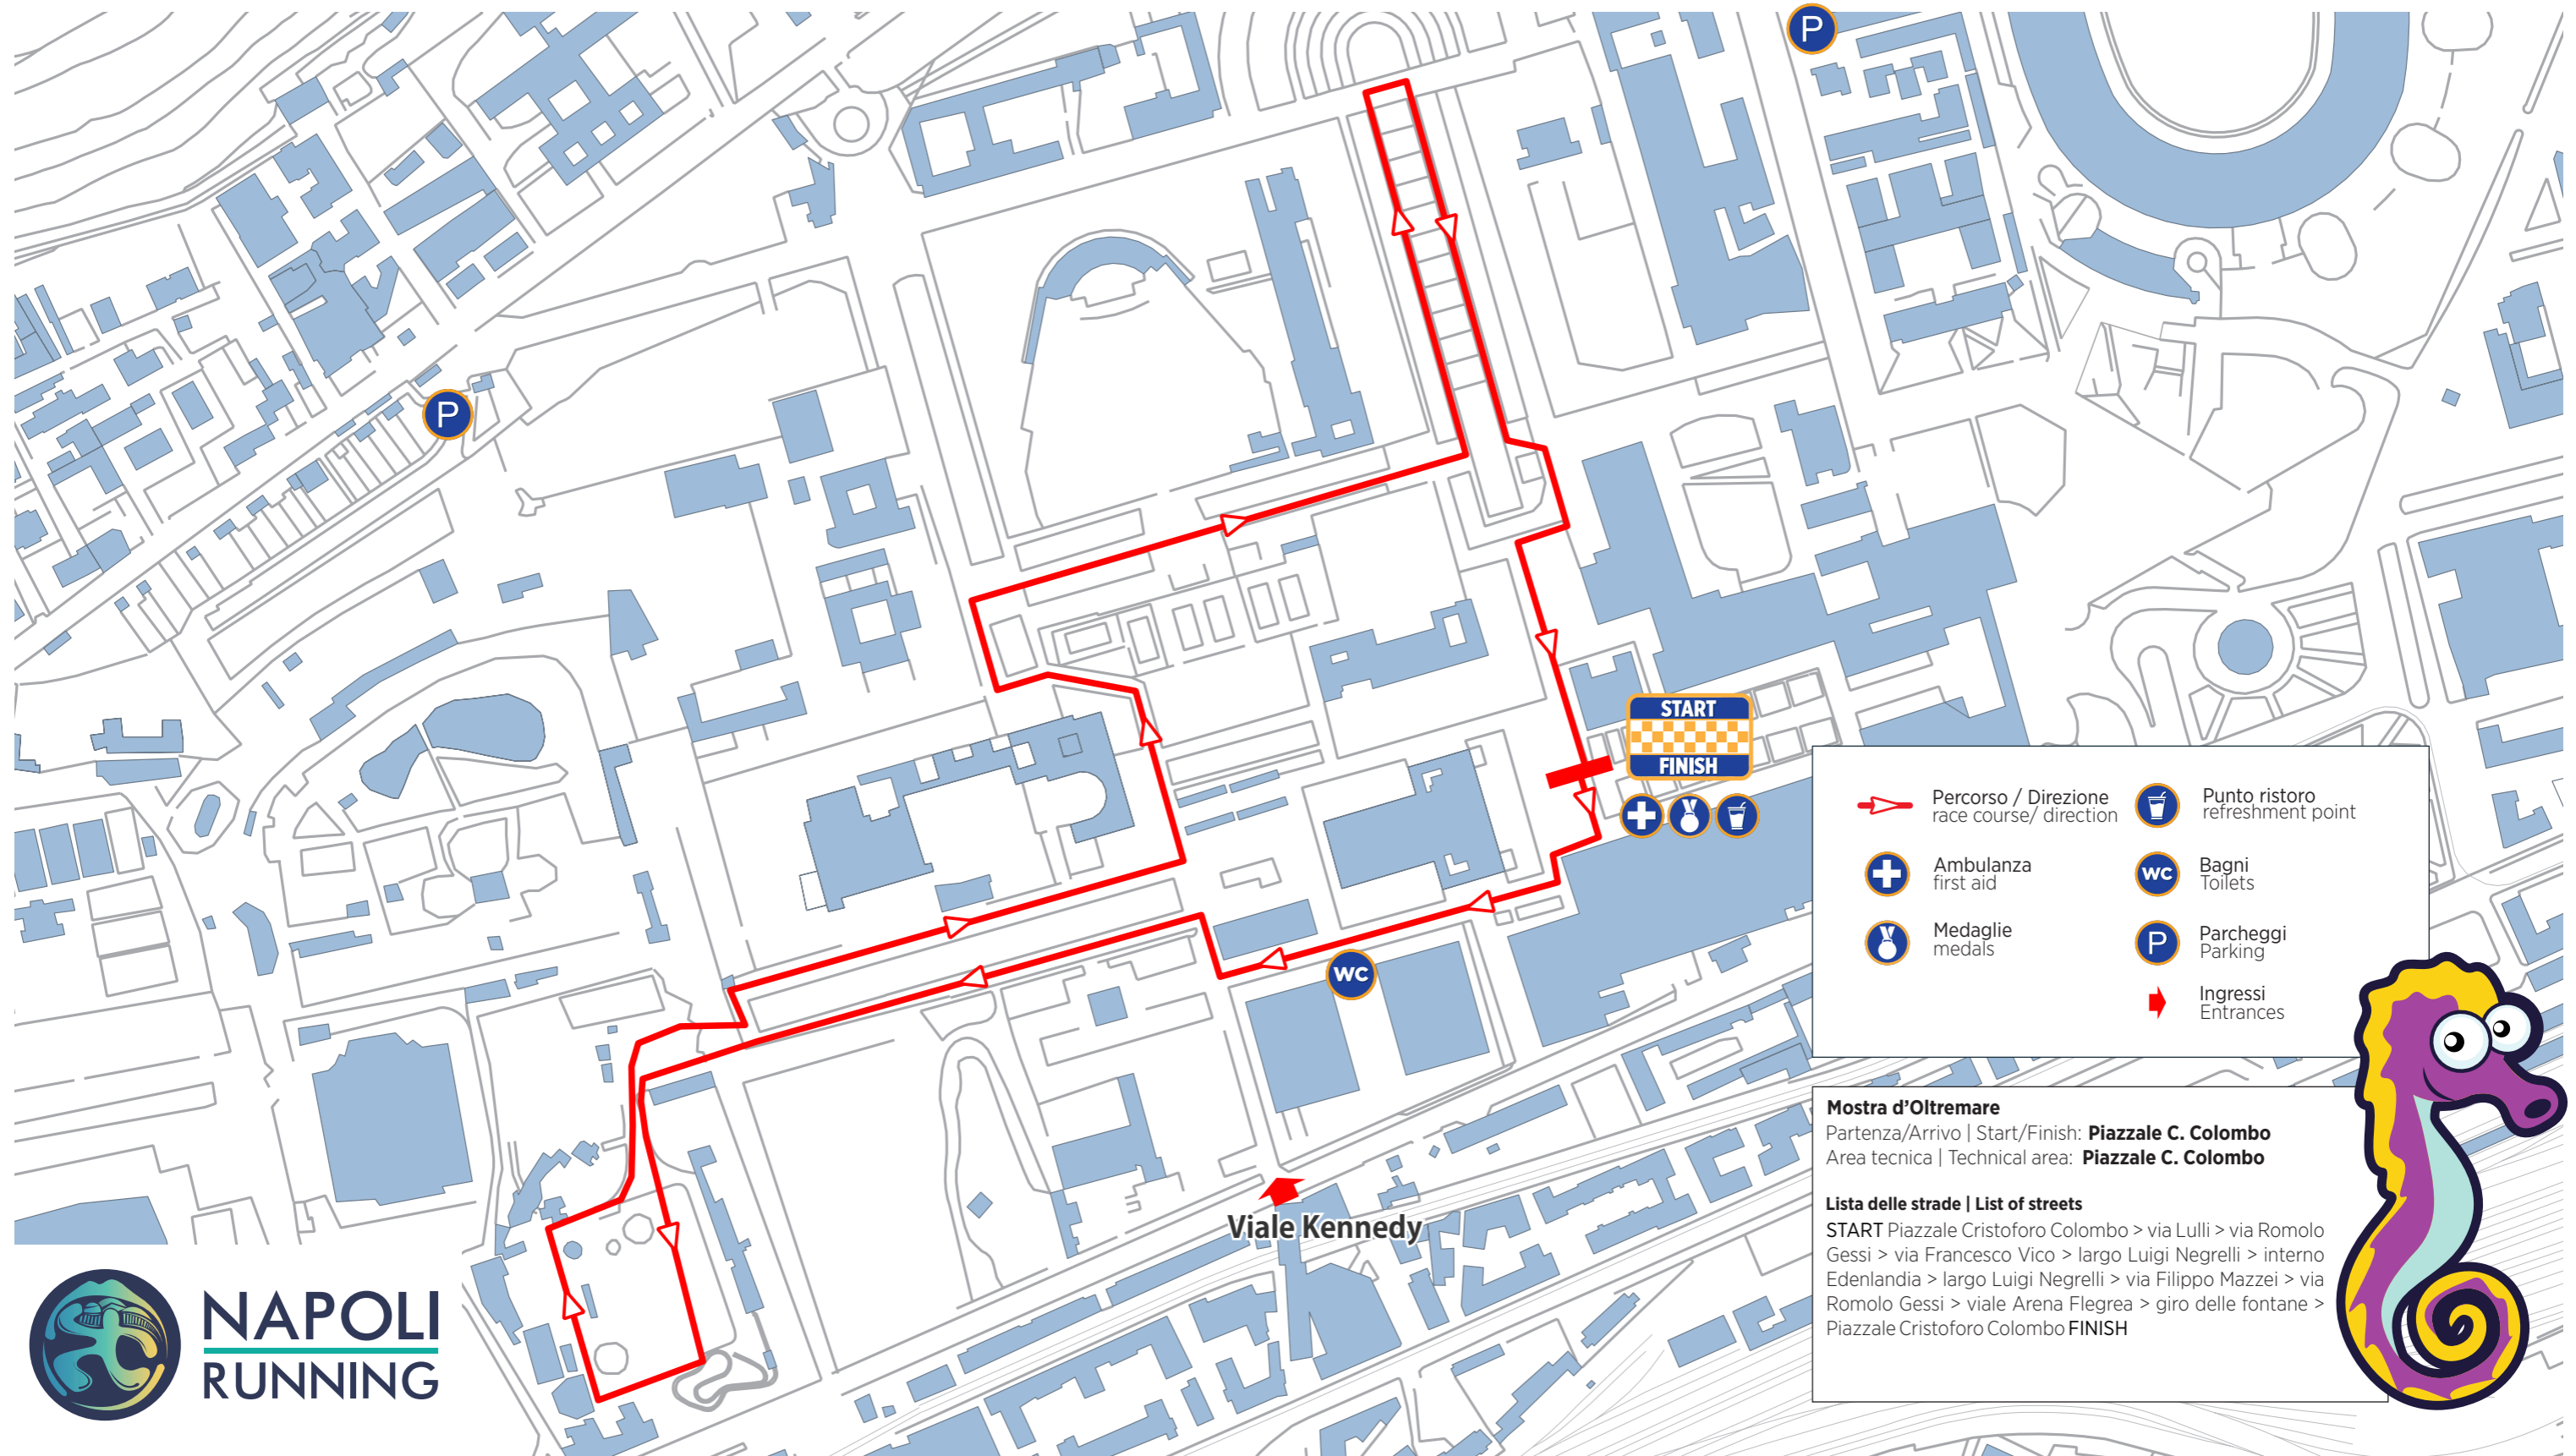 P
P
START
FINISH
WC
Viale Kennedy
Percorso / Direzione
race course/ direction
Punto ristoro
refreshment point
Ambulanza
first aid
WC
Bagni
Toilets
Medaglie
medals
P
Parcheggi
Parking
Ingressi
Entrances
Mostra d’Oltremare
Partenza/Arrivo | Start/Finish: Piazzale C. Colombo
Area tecnica | Technical area: Piazzale C. Colombo
Lista delle strade | List of streets
START Piazzale Cristoforo Colombo > via Lulli > via Romolo
Gessi > via Francesco Vico > largo Luigi Negrelli > interno
Edenlandia > largo Luigi Negrelli > via Filippo Mazzei > via
Romolo Gessi > viale Arena Flegrea > giro delle fontane >
Piazzale Cristoforo Colombo FINISH
NAPOLI
RUNNING